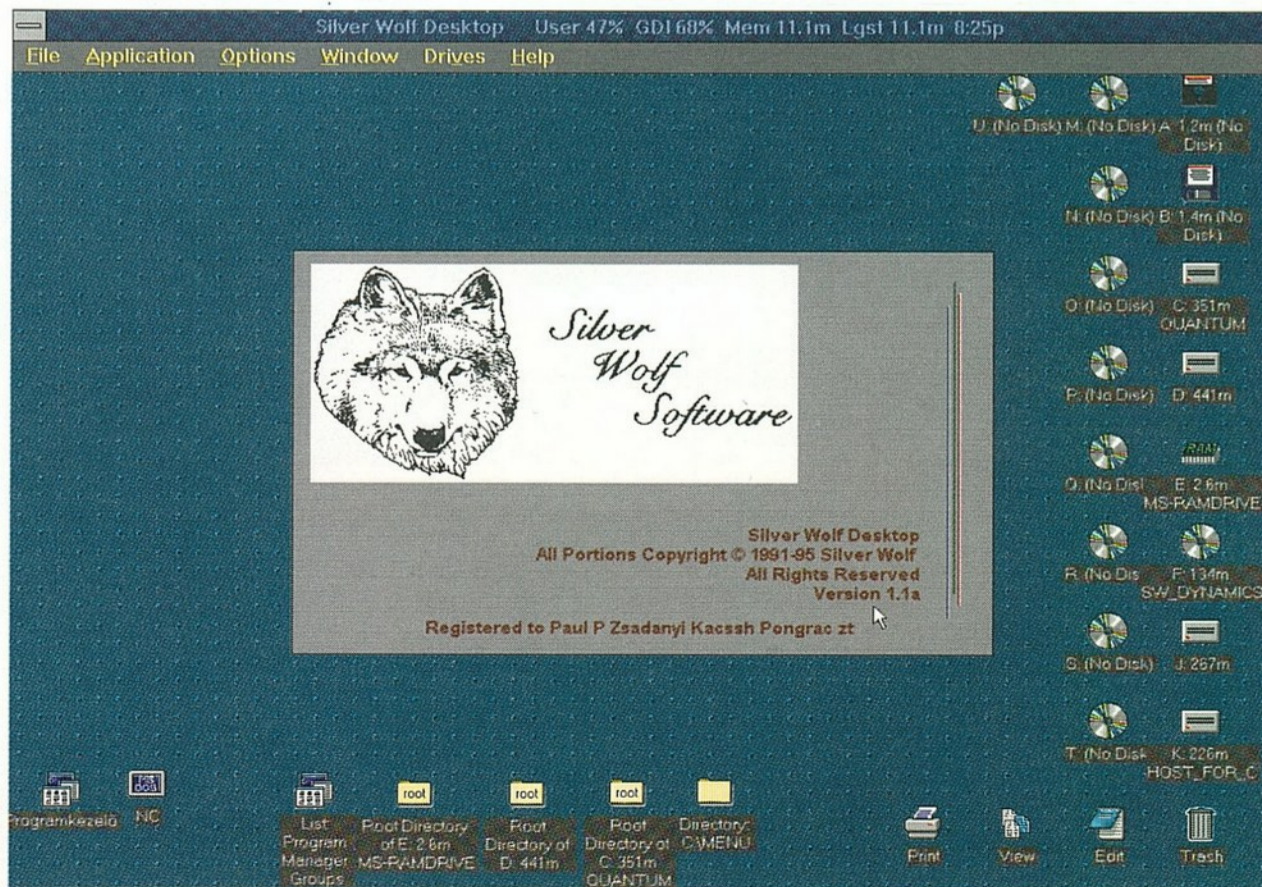 Silver Wolf Desktop User 47% GDI 68% Mem 11.1m Lgst 11.1m 8:25p
File Application Options Window Drives Help
U: (No Disk) M: (No Disk) A: 1.2m (No
Disk)
N: (No Disk) B: 1.4m (No
Disk)
O: (No Disk) C: 351m
QUANTUM
P: (No Disk) D: 441m
Q: (No Disk E: 2.6m
MS-RAMDRIVE
R: (No Dis F: 134m
SW_DYNAMICS
S: (No Disk) J: 267m
T: (No Disk K: 226m
HOST_FOR_C
RAM
Silver
Wolf
Software
Silver Wolf Desktop
All Portions Copyright © 1991-95 Silver Wolf
All Rights Reserved
Version 1.1a
Registered to Paul P Zsadanyi Kacssh Pongrac zt
Programkezelő
NC
List:
Program
Manager
Groups
root
Root Directory
of E: 2.6m
MS-RAMDRIVE
root
Root
Directory of
D: 441m
root
Root
Directory of
C: 351m
QUANTUM
Directory:
C:\MENU
Print
View
Edit
Trash